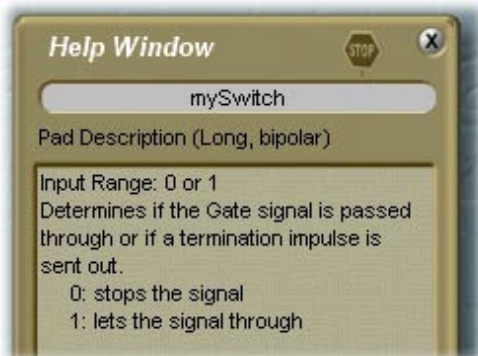 Help Window
STOP
X
mySwitch
Pad Description (Long, bipolar)
Input Range: 0 or 1
Determines if the Gate signal is passed
through or if a termination impulse is
sent out.
0: stops the signal
1: lets the signal through